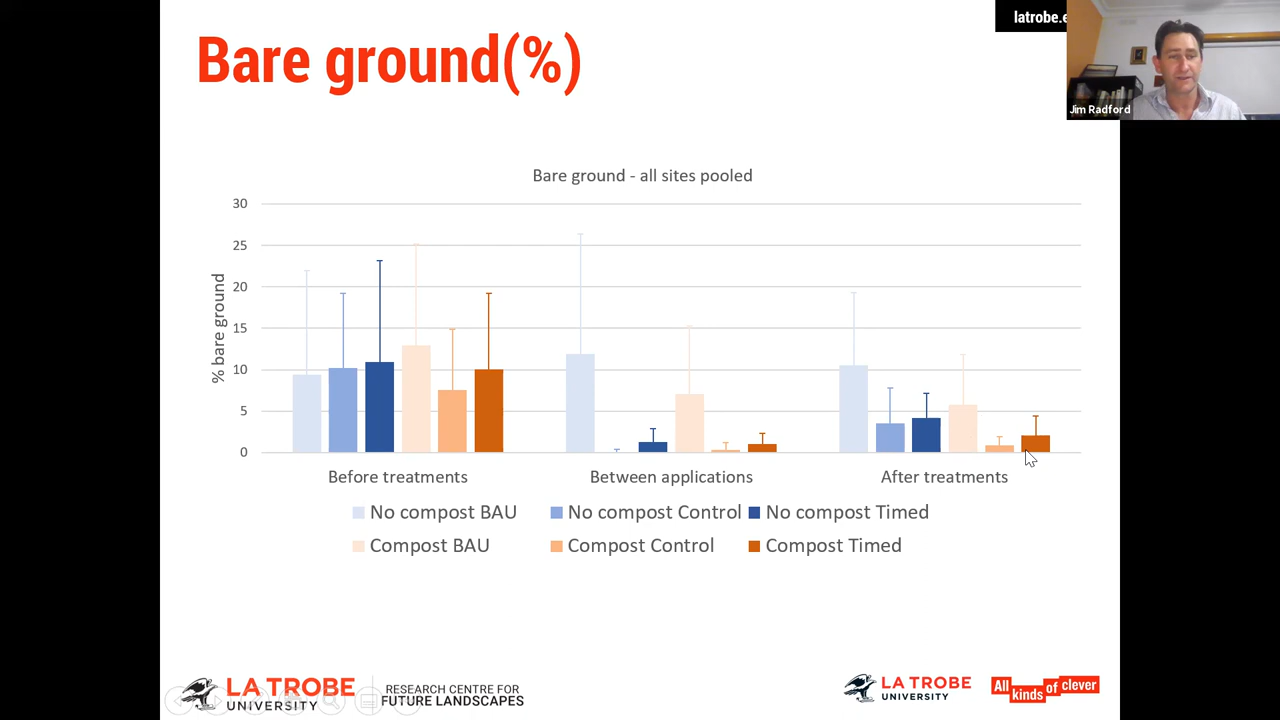 Bare ground(%)
latrobe.e
Jim Radford
Bare ground - all sites pooled
% bare ground
30
25
20
15
10
5
0
Before treatments
Between applications
After treatments
No compost BAU
No compost Control
No compost Timed
Compost BAU
Compost Control
Compost Timed
LA TROBE
UNIVERSITY
RESEARCH CENTRE FOR
FUTURE LANDSCAPES
LA TROBE
UNIVERSITY
All kinds of clever